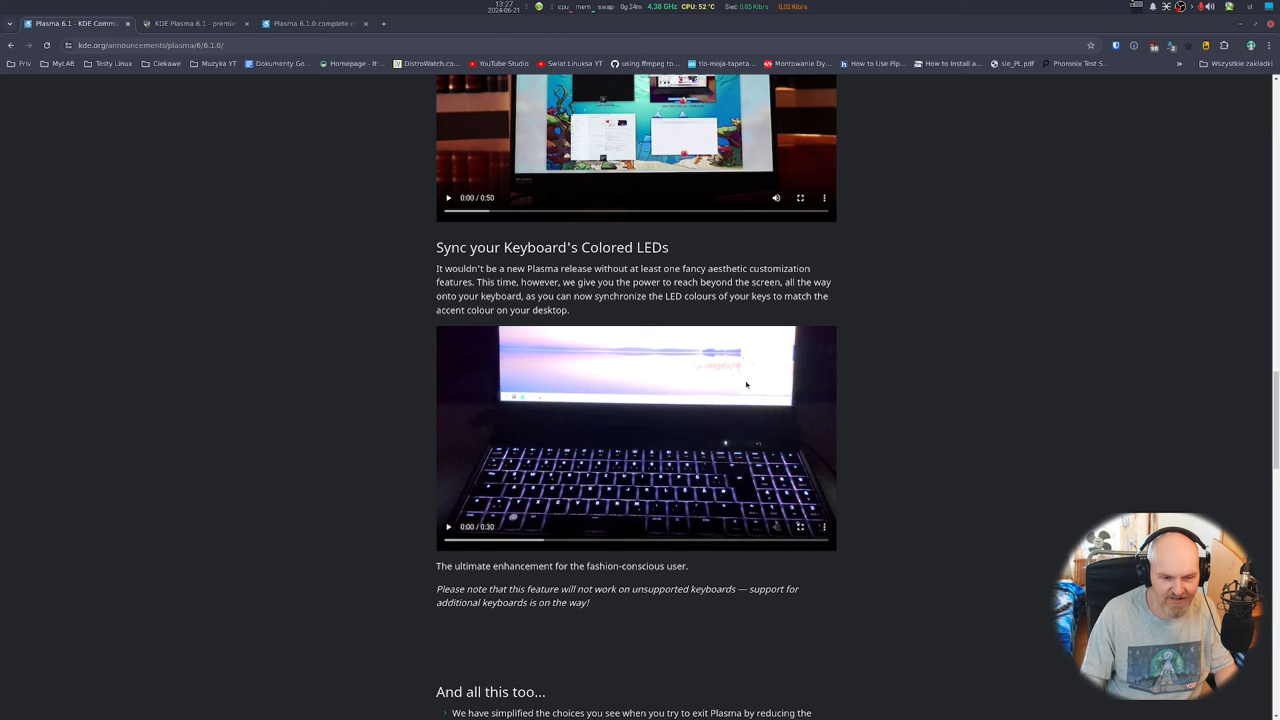 13:27
2024-06-21
cpu_ mem_ swap
0g 24m
4,38 GHz
CPU: 52 °C
Sieć 0,05 Kib/s
0,02 Kib/s
sl
Plasma 6.1 - KDE Comm
KDE Plasma 6.1 - premie
Plasma 6.1.0 complete c
kde.org/announcements/plasma/6/6.1.0/
Priv
MyLAB
Testy Linux
Ciekawe
Muzyka YT
Dokumenty Go...
Homepage - It!...
DistroWatch.co...
YouTube Studio
Świat Linuksa YT
using ffmpeg to...
tlo-moja-tapeta...
Montowanie Dy...
How to Use Pip...
How to Install a...
sle_PL.pdf
Phoronix Test S...
Wszystkie zakładki
0:00 / 0:50
Sync your Keyboard's Colored LEDs
It wouldn't be a new Plasma release without at least one fancy aesthetic customization
features. This time, however, we give you the power to reach beyond the screen, all the way
onto your keyboard, as you can now synchronize the LED colours of your keys to match the
accent colour on your desktop.
0:00 / 0:30
The ultimate enhancement for the fashion-conscious user.
Please note that this feature will not work on unsupported keyboards — support for
additional keyboards is on the way!
And all this too...
We have simplified the choices you see when you try to exit Plasma by reducing the